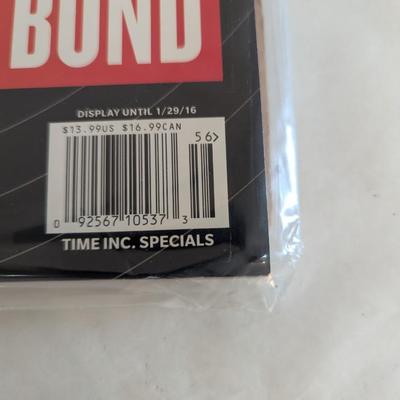 BOND
DISPLAY UNTIL 1/29/16
$13.99US $16.99CAN
56>
0 92567 10537 3
TIME INC. SPECIALS